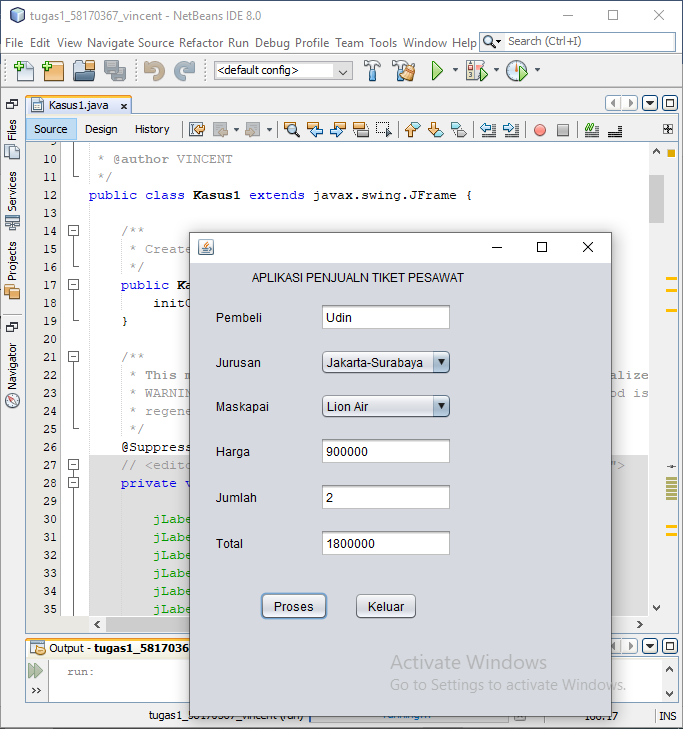 tugas1_58170367_vincent - NetBeans IDE 8.0
File Edit View Navigate Source Refactor Run Debug Profile Team Tools Window Help
Search (Ctrl+I)
<default config>
Files
Services
Projects
Navigator
Kasus1.java
Source Design History
10 * @author VINCENT
11 */
12 public class Kasus1 extends javax.swing.JFrame {
13
14 /**
15 * Create
16 */
17 public Ka
18 initC
19 }
20
21 /**
22 * This m
alize
23 * WARNIN
od is
24 * regene
25 */
26 @Suppress
27 // <edito
">
28 private v
29
30 jLabe
31 jLabe
32 jLabe
33 jLabe
34 jLabe
35 jLabe
APLIKASI PENJUALN TIKET PESAWAT
Pembeli Udin
Jurusan Jakarta-Surabaya
Maskapai Lion Air
Harga 900000
Jumlah 2
Total 1800000
Proses Keluar
Activate Windows
Go to Settings to activate Windows.
Output - tugas1_5817036
run:
tugas1_58170367_vincent (run)
running...
INS